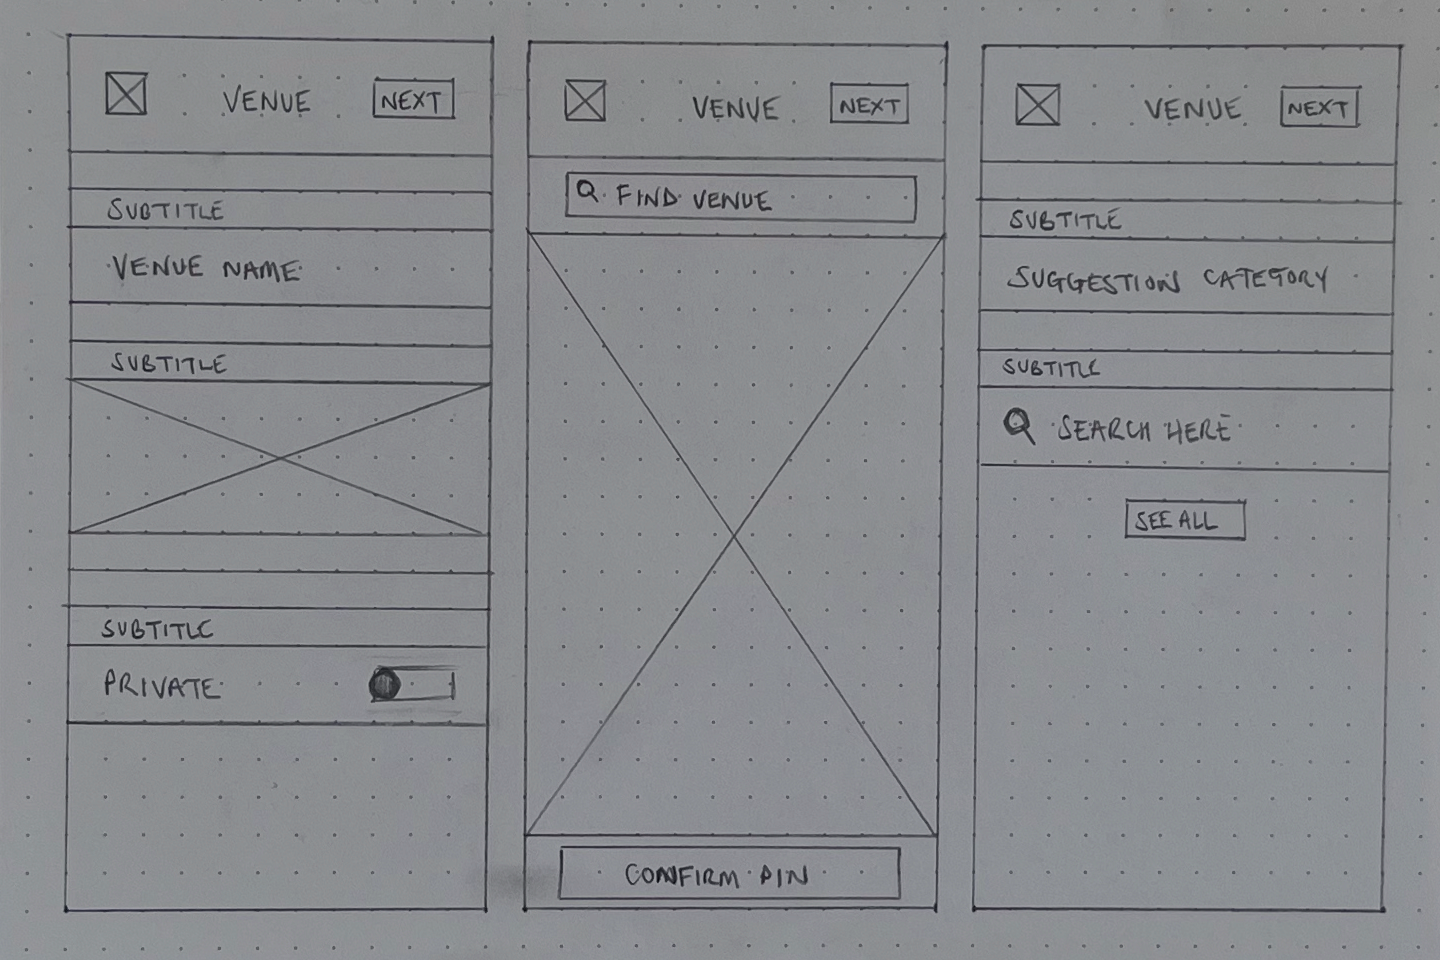 VENUE NEXT
SUBTITLE
VENUE NAME
SUBTITLE
SUBTITLE
PRIVATE
VENUE NEXT
FIND VENUE
CONFIRM PIN
VENUE NEXT
SUBTITLE
SUGGESTION CATEGORY
SUBTITLE
SEARCH HERE
SEE ALL